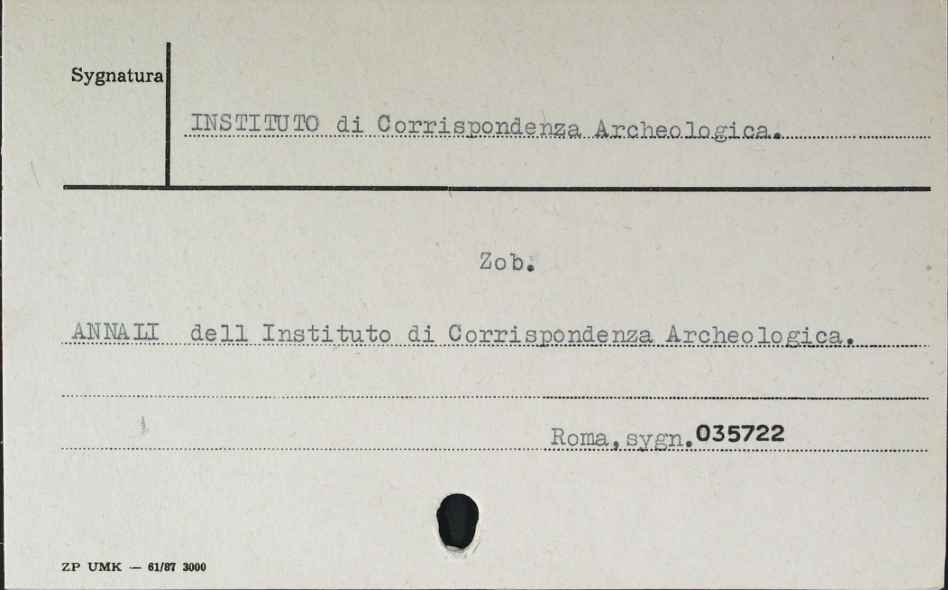 Sygnatura
INSTITUTO di Corrispondenza Archeologica.
Zob.
ANNALI dell Instituto di Corrispondenza Archeologica.
Roma, sygn. 035722
ZP UMK — 61/87 3000